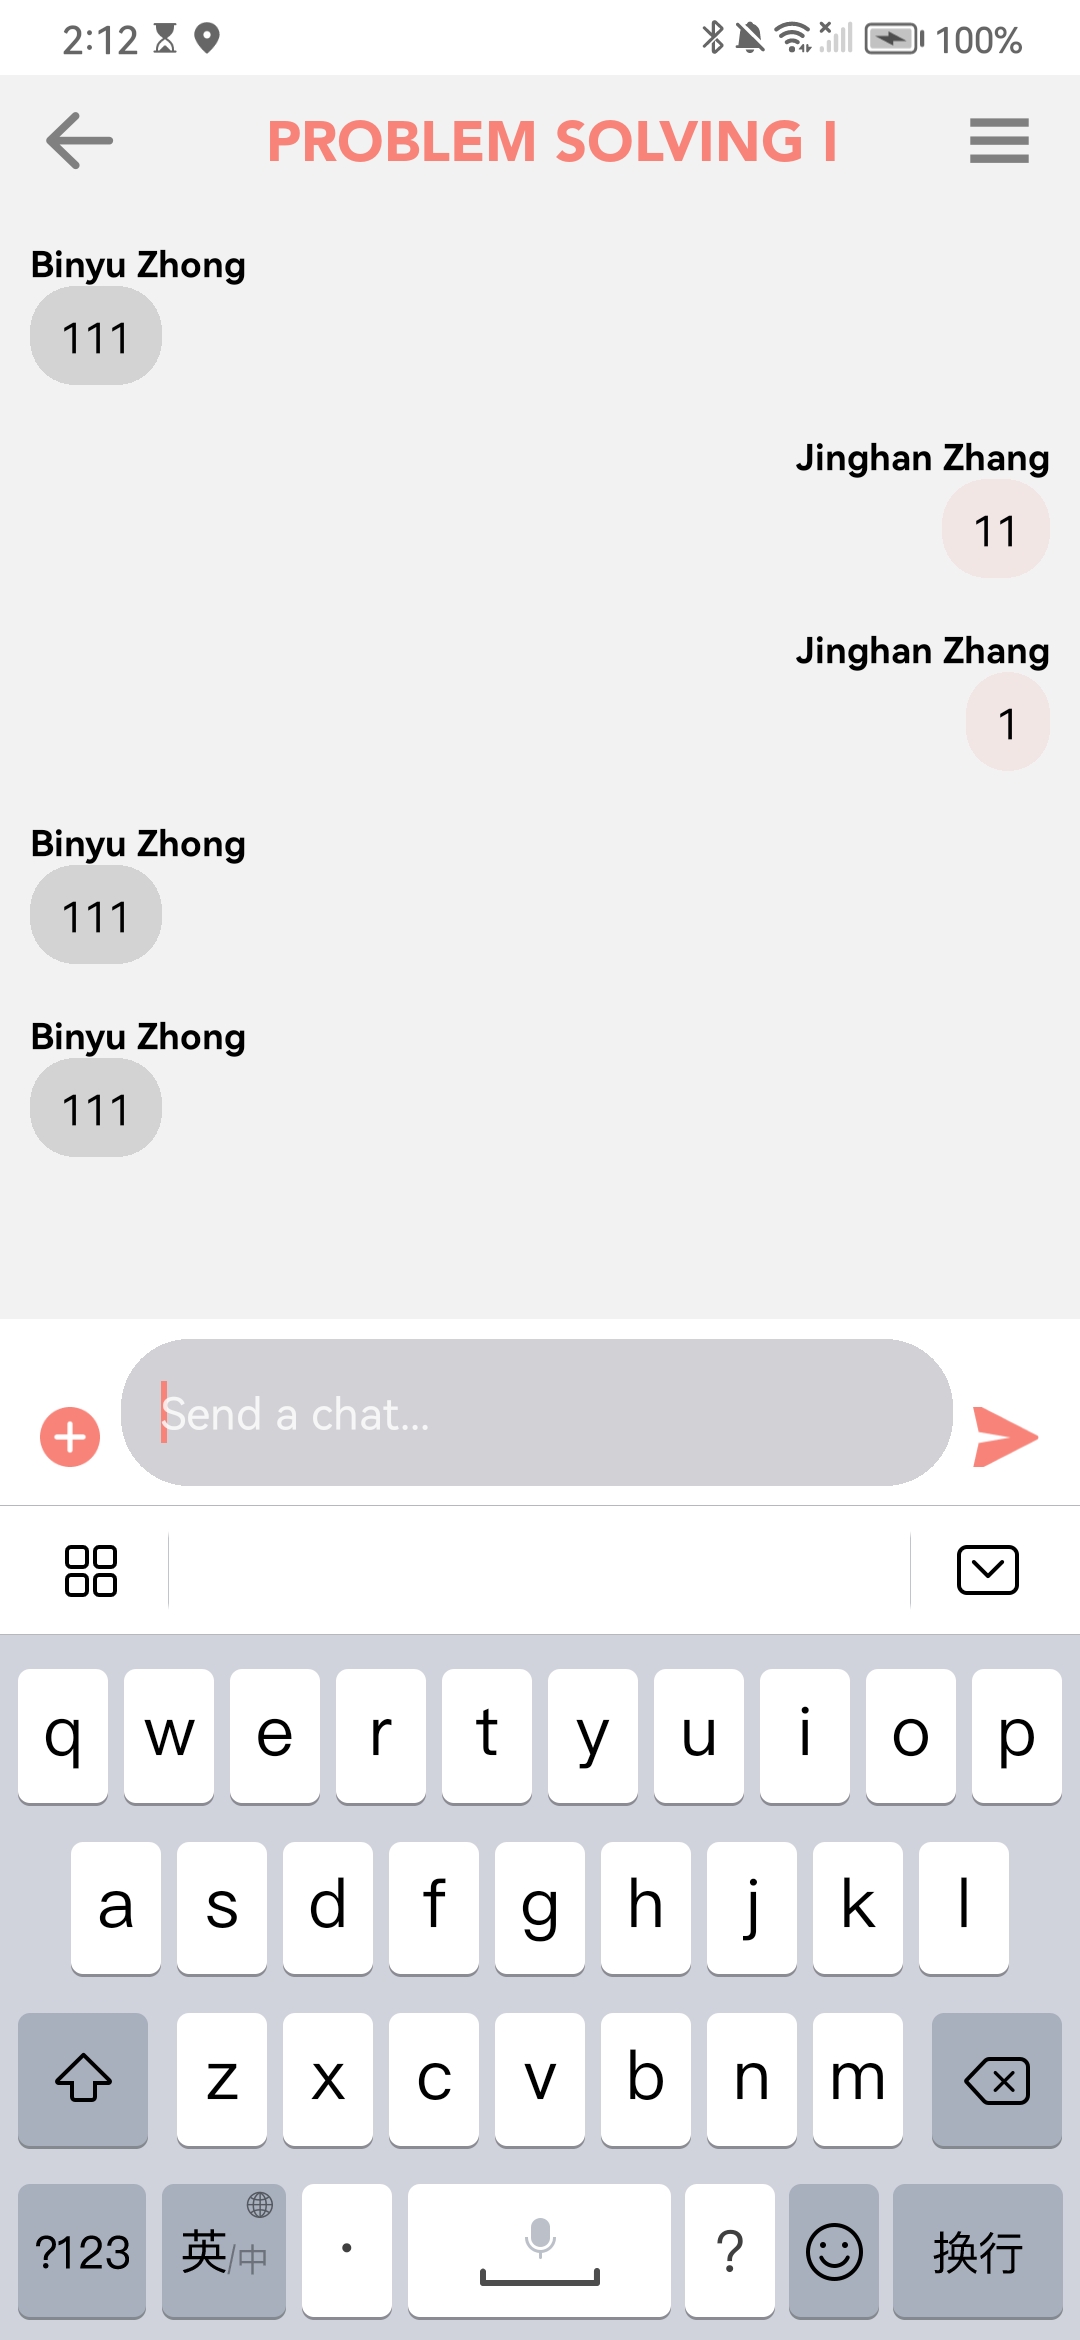 2:12 100%
PROBLEM SOLVING I
Binyu Zhong
111
Jinghan Zhang
11
Jinghan Zhang
1
Binyu Zhong
111
Binyu Zhong
111
Send a chat...
q w e r t y u i o p
a s d f g h j k l
z x c v b n m
?123 英/中 . ? 换行